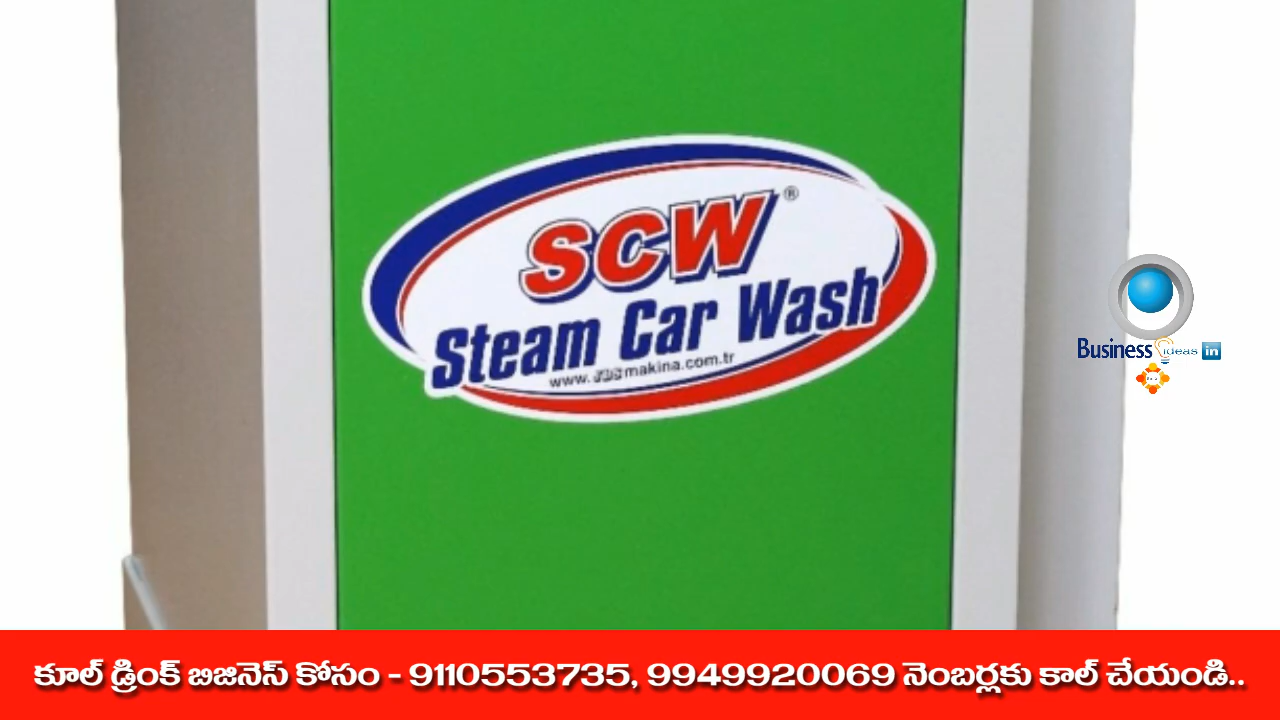 SCW®
Steam Car Wash
makina.com.tr
Business ideas in
కూల్ డ్రింక్ బిజినెస్ కోసం - 9110553735, 9949920069 నెంబర్లకు కాల్ చేయండి..